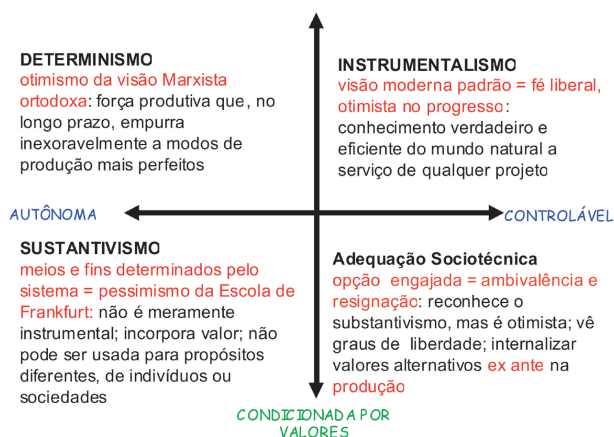 DETERMINISMO
otimismo da visão Marxista
ortodoxa: força produtiva que, no
longo prazo, empurra
inexoravelmente a modos de
produção mais perfeitos
INSTRUMENTALISMO
visão moderna padrão = fé liberal,
otimista no progresso:
conhecimento verdadeiro e
eficiente do mundo natural a
serviço de qualquer projeto
AUTÔNOMA
CONTROLÁVEL
SUSTANTIVISMO
meios e fins determinados pelo
sistema = pessimismo da Escola de
Frankfurt: não é meramente
instrumental; incorpora valor; não
pode ser usada para propósitos
diferentes, de indivíduos ou
sociedades
Adequação Sociotécnica
opção engajada = ambivalência e
resignação: reconhece o
substantivismo, mas é otimista; vê
graus de liberdade; internalizar
valores alternativos ex ante na
produção
CONDICIONADA POR
VALORES